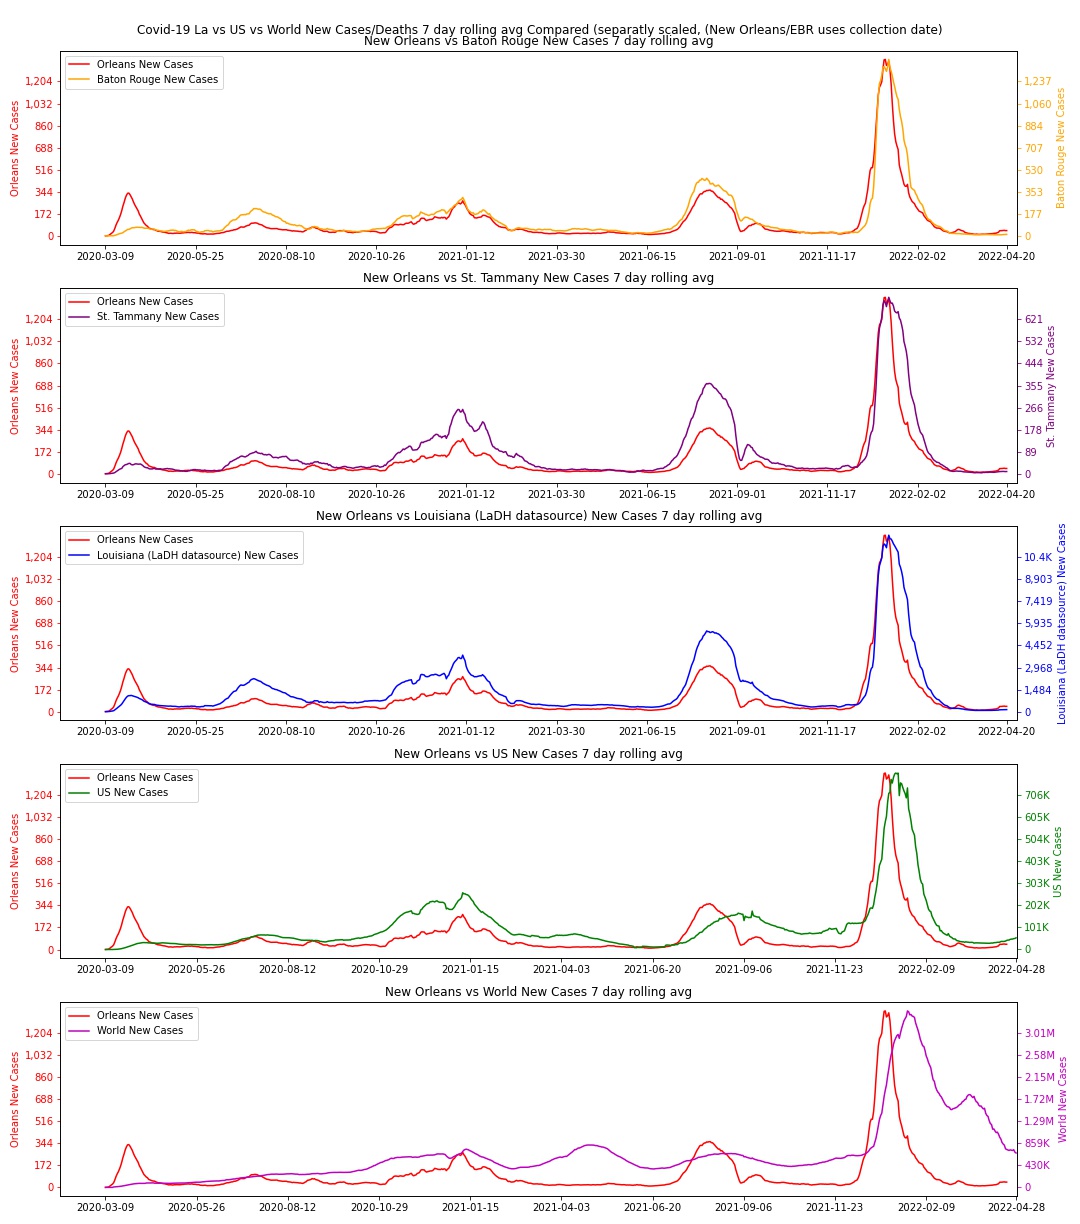 Covid-19 La vs US vs World New Cases/Deaths 7 day rolling avg Compared (separatly scaled, (New Orleans/EBR uses collection date)
New Orleans vs Baton Rouge New Cases 7 day rolling avg
Orleans New Cases
Baton Rouge New Cases
1,204
1,032
860
688
516
344
172
0
Orleans New Cases
1,237
1,060
884
707
530
353
177
0
Baton Rouge New Cases
2020-03-09 2020-05-25 2020-08-10 2020-10-26 2021-01-12 2021-03-30 2021-06-15 2021-09-01 2021-11-17 2022-02-02 2022-04-20
New Orleans vs St. Tammany New Cases 7 day rolling avg
Orleans New Cases
St. Tammany New Cases
1,204
1,032
860
688
516
344
172
0
Orleans New Cases
621
532
444
355
266
178
89
0
St. Tammany New Cases
2020-03-09 2020-05-25 2020-08-10 2020-10-26 2021-01-12 2021-03-30 2021-06-15 2021-09-01 2021-11-17 2022-02-02 2022-04-20
New Orleans vs Louisiana (LaDH datasource) New Cases 7 day rolling avg
Orleans New Cases
Louisiana (LaDH datasource) New Cases
1,204
1,032
860
688
516
344
172
0
Orleans New Cases
10.4K
8,903
7,419
5,935
4,452
2,968
1,484
0
Louisiana (LaDH datasource) New Cases
2020-03-09 2020-05-25 2020-08-10 2020-10-26 2021-01-12 2021-03-30 2021-06-15 2021-09-01 2021-11-17 2022-02-02 2022-04-20
New Orleans vs US New Cases 7 day rolling avg
Orleans New Cases
US New Cases
1,204
1,032
860
688
516
344
172
0
Orleans New Cases
706K
605K
504K
403K
303K
202K
101K
0
US New Cases
2020-03-09 2020-05-26 2020-08-12 2020-10-29 2021-01-15 2021-04-03 2021-06-20 2021-09-06 2021-11-23 2022-02-09 2022-04-28
New Orleans vs World New Cases 7 day rolling avg
Orleans New Cases
World New Cases
1,204
1,032
860
688
516
344
172
0
Orleans New Cases
3.01M
2.58M
2.15M
1.72M
1.29M
859K
430K
0
World New Cases
2020-03-09 2020-05-26 2020-08-12 2020-10-29 2021-01-15 2021-04-03 2021-06-20 2021-09-06 2021-11-23 2022-02-09 2022-04-28